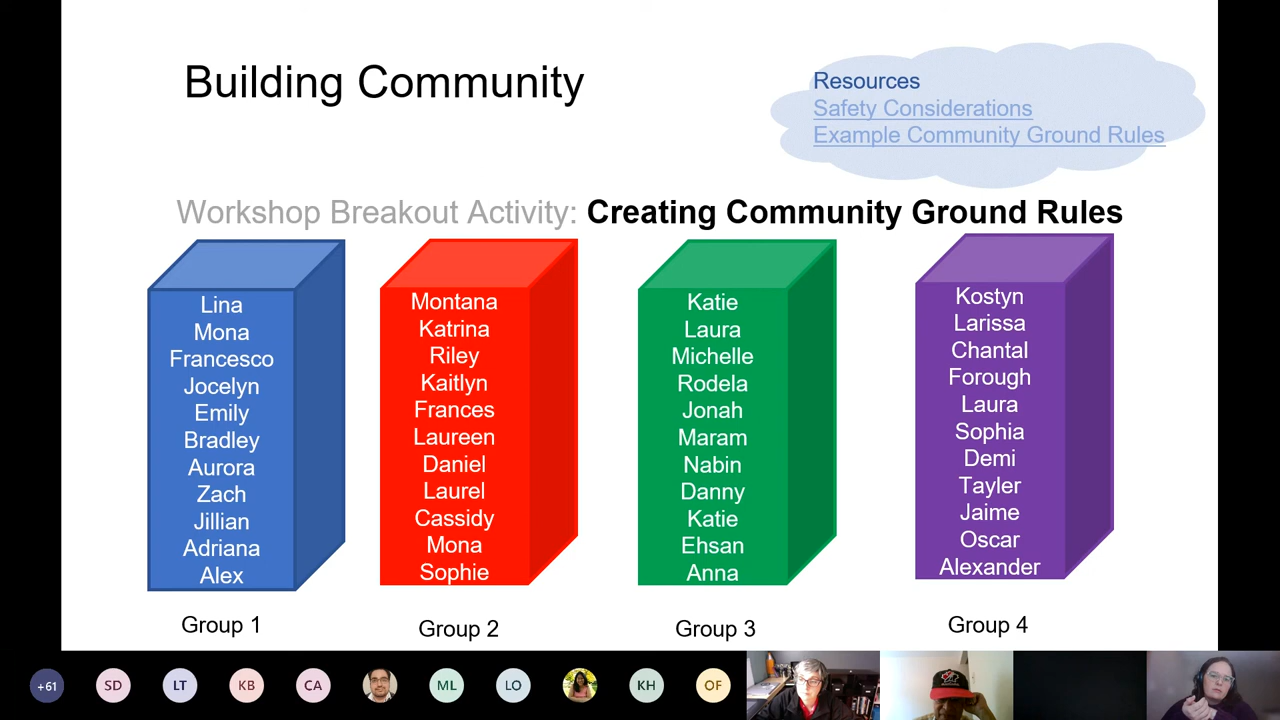 Building Community
Resources
Safety Considerations
Example Community Ground Rules
Workshop Breakout Activity: Creating Community Ground Rules
Lina
Mona
Francesco
Jocelyn
Emily
Bradley
Aurora
Zach
Jillian
Adriana
Alex
Group 1
Montana
Katrina
Riley
Kaitlyn
Frances
Laureen
Daniel
Laurel
Cassidy
Mona
Sophie
Group 2
Katie
Laura
Michelle
Rodela
Jonah
Maram
Nabin
Danny
Katie
Ehsan
Anna
Group 3
Kostyn
Larissa
Chantal
Forough
Laura
Sophia
Demi
Tayler
Jaime
Oscar
Alexander
Group 4
+61
SD
LT
KB
CA
ML
LO
KH
OF